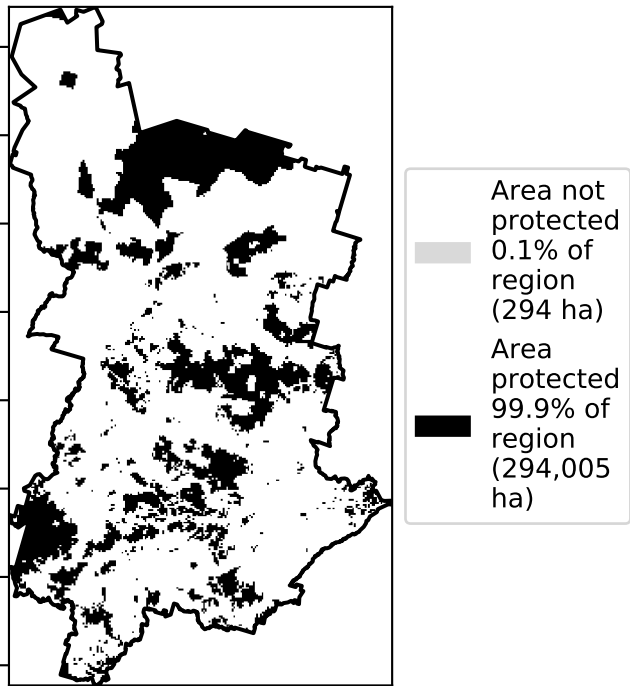 Area not
protected
0.1% of
region
(294 ha)
Area
protected
99.9% of
region
(294,005
ha)